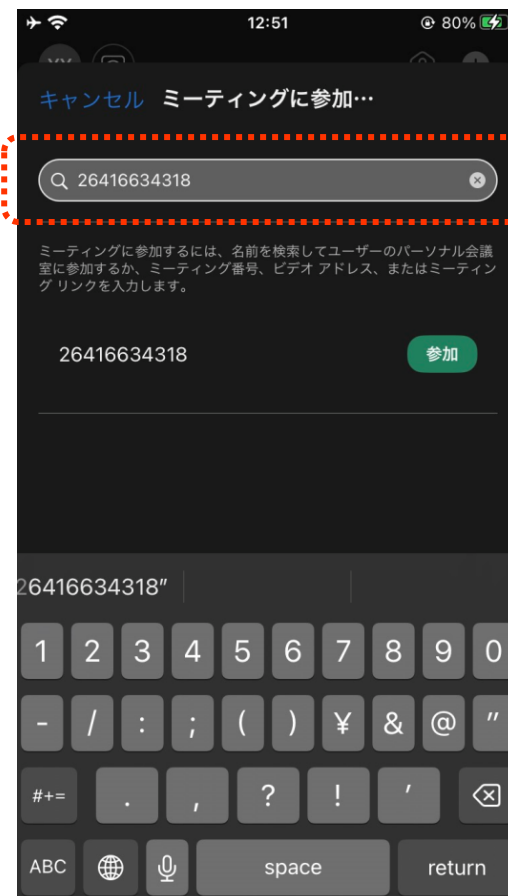 12:51
80%
キャンセル ミーティングに参加…
26416634318
ミーティングに参加するには、名前を検索してユーザーのパーソナル会議
室に参加するか、ミーティング番号、ビデオ アドレス、またはミーティン
グ リンクを入力します。
26416634318 参加
26416634318”
1 2 3 4 5 6 7 8 9 0
- / : ; ( ) ¥ & @ "
#+= . , ? ! ’
ABC space return